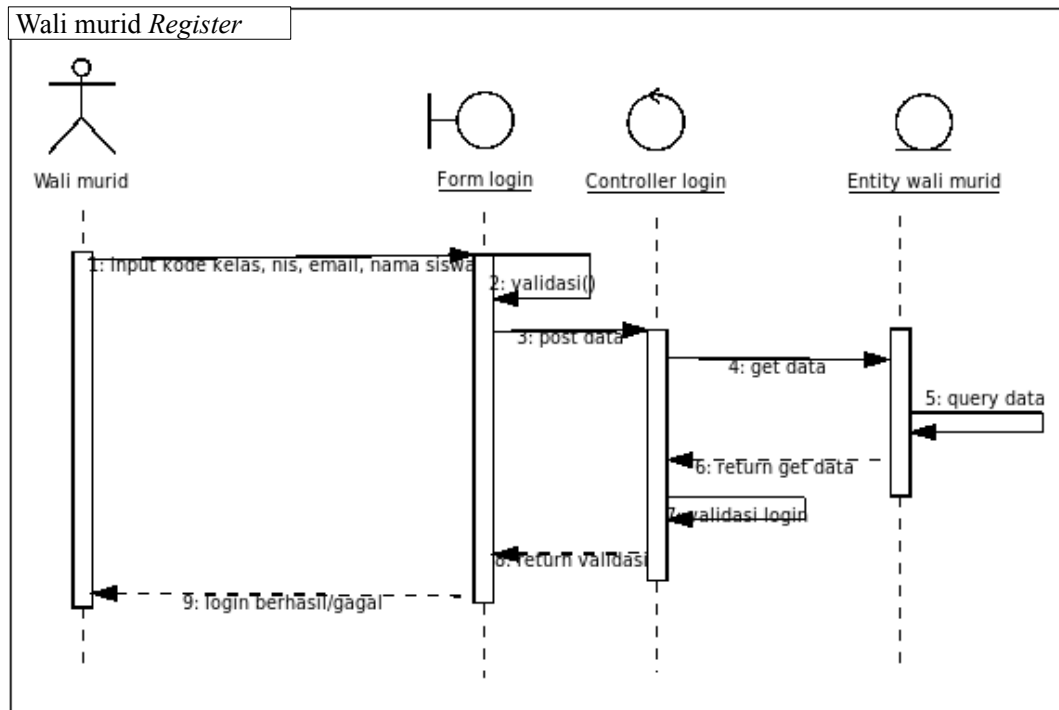 Wali murid Register
Wali murid
Form login
Controller login
Entity wali murid
1: input kode kelas, nis, email, nama siswa
2: validasi()
3: post data
4: get data
5: query data
6: return get data
7: validasi login
8: return validasi
9: login berhasil/gagal